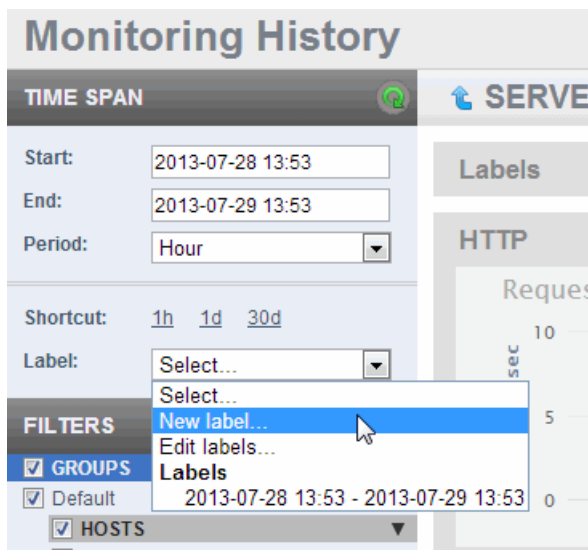 Monitoring History
TIME SPAN
Start: 2013-07-28 13:53
End: 2013-07-29 13:53
Period: Hour
Shortcut: 1h 1d 30d
Label: Select...
Select...
New label...
Edit labels...
Labels
2013-07-28 13:53 - 2013-07-29 13:53
FILTERS
GROUPS
Default
HOSTS
SERVE
Labels
HTTP
Reques
10
sec
5
0